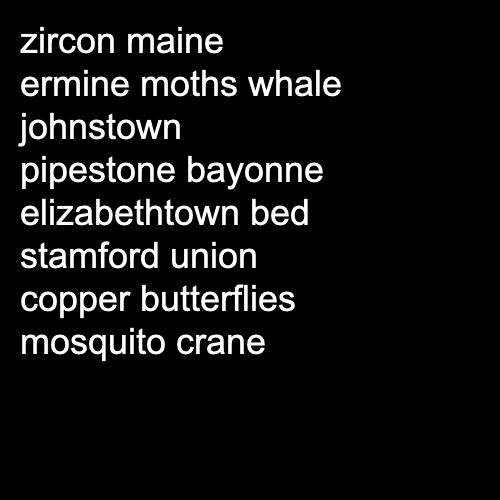 zircon maine
ermine moths whale
johnstown
pipestone bayonne
elizabethtown bed
stamford union
copper butterflies
mosquito crane